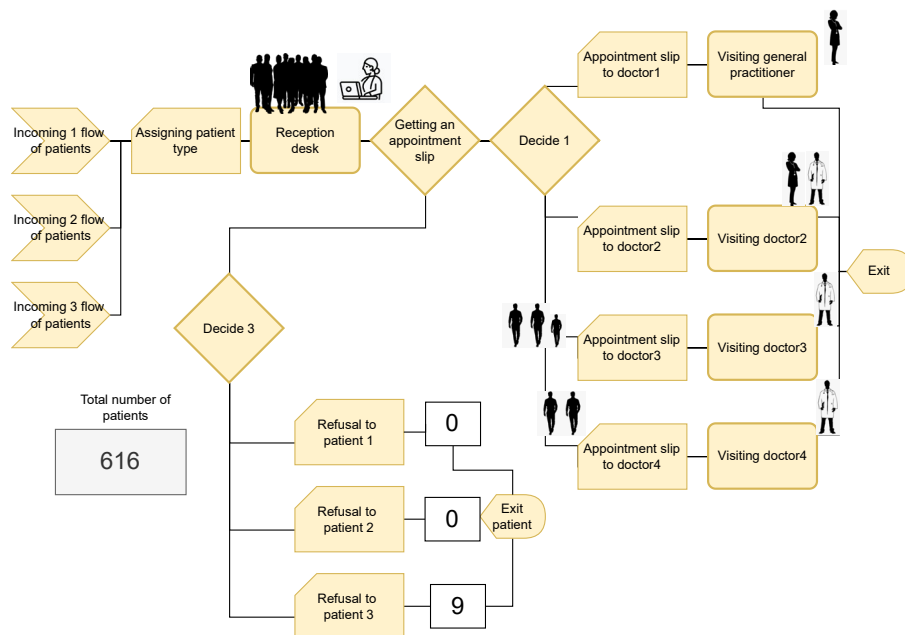 Appointment slip
to doctor1
Visiting general
practitioner
Incoming 1 flow
of patients
Assigning patient
type
Reception
desk
Getting an
appointment
slip
Decide 1
Incoming 2 flow
of patients
Appointment slip
to doctor2
Visiting doctor2
Exit
Incoming 3 flow
of patients
Decide 3
Appointment slip
to doctor3
Visiting doctor3
Total number of
patients
616
Refusal to
patient 1
0
Appointment slip
to doctor4
Visiting doctor4
Refusal to
patient 2
0
Exit
patient
Refusal to
patient 3
9